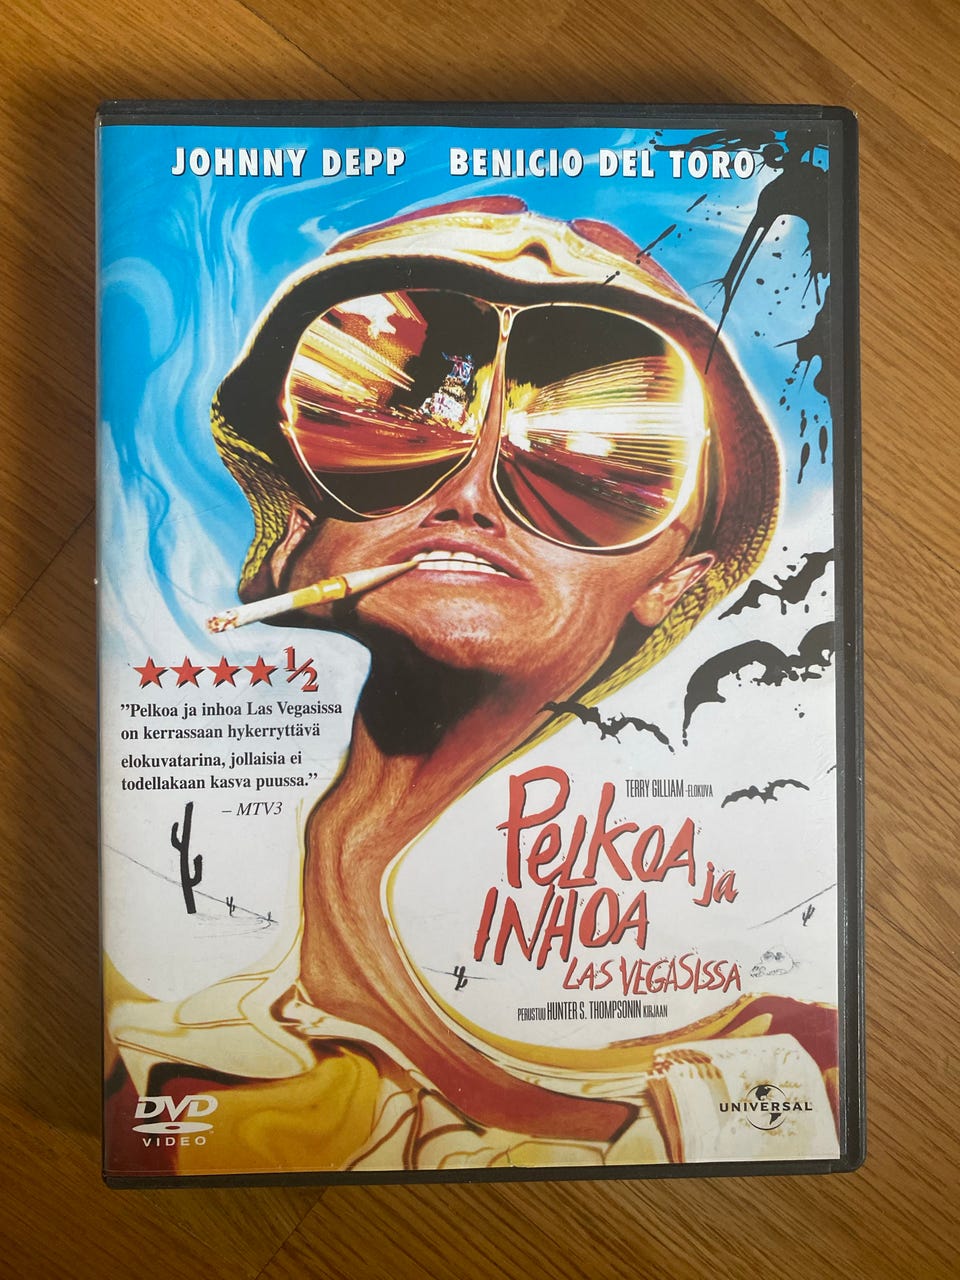 JOHNNY DEPP BENICIO DEL TORO
★★★★½
”Pelkoa ja inhoa Las Vegasissa
on kerrassaan hykerryttävä
elokuvatarina, jollaisia ei
todellakaan kasva puussa.”
– MTV3
TERRY GILLIAM -ELOKUVA
PELKOA ja
INHOA
LAS VEGASISSA
PERUSTUU HUNTER S. THOMPSONIN KIRJAAN
DVD
VIDEO
UNIVERSAL